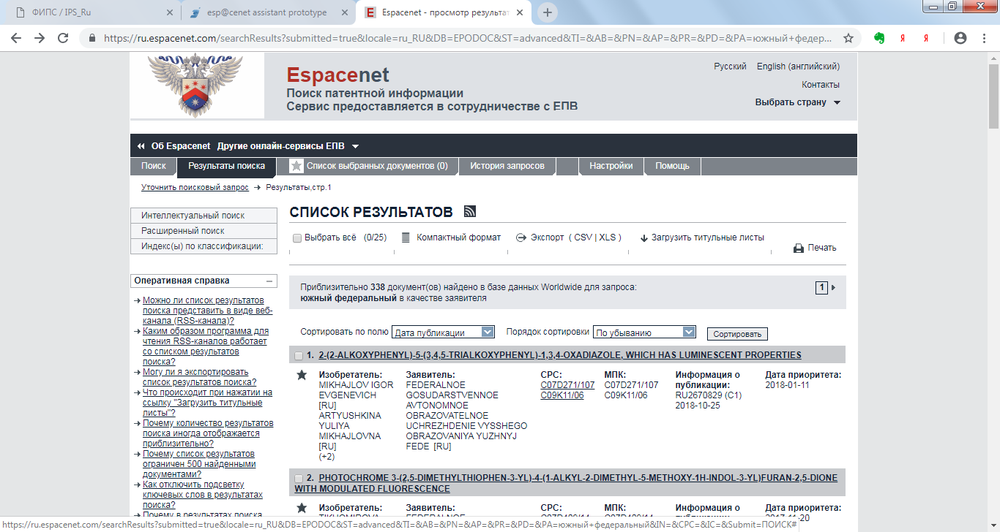 ФИПС / IPS_Ru
esp@cenet assistant prototype
Espacenet - просмотр результат
https://ru.espacenet.com/searchResults?submitted=true&locale=ru_RU&DB=EPODOC&ST=advanced&TI=&AB=&PN=&AP=&PR=&PD=&PA=южный+федер...
Espacenet
Поиск патентной информации
Сервис предоставляется в сотрудничестве с ЕПВ
Русский English (английский)
Контакты
Выбрать страну
Об Espacenet Другие онлайн-сервисы ЕПВ
Поиск Результаты поиска Список выбранных документов (0) История запросов Настройки Помощь
Уточнить поисковый запрос → Результаты,стр.1
Интеллектуальный поиск
Расширенный поиск
Индекс(ы) по классификации:
Оперативная справка
Можно ли список результатов
поиска представить в виде веб-
канала (RSS-канала)?
Каким образом программа для
чтения RSS-каналов работает
со списком результатов
поиска?
Могу ли я экспортировать
список результатов поиска?
Что происходит при нажатии на
ссылку "Загрузить титульные
листы"?
Почему количество результатов
поиска иногда отображается
приблизительно?
Почему список результатов
ограничен 500 найденными
документами?
Как отключить подсветку
ключевых слов в результатах
поиска?
Почему в результатах поиска
СПИСОК РЕЗУЛЬТАТОВ
Выбрать всё (0/25) Компактный формат Экспорт ( CSV | XLS ) Загрузить титульные листы
Печать
Приблизительно 338 документ(ов) найдено в базе данных Worldwide для запроса:
южный федеральный в качестве заявителя
1
Сортировать по полю Дата публикации Порядок сортировки По убыванию Сортировать
1. 2-(2-ALKOXYPHENYL)-5-(3,4,5-TRIALKOXYPHENYL)-1,3,4-OXADIAZOLE, WHICH HAS LUMINESCENT PROPERTIES
Изобретатель:
MIKHAJLOV IGOR
EVGENEVICH
[RU]
ARTYUSHKINA
YULIYA
MIKHAJLOVNA
[RU]
(+2)
Заявитель:
FEDERALNOE
GOSUDARSTVENNOE
AVTONOMNOE
OBRAZOVATELNOE
UCHREZHDENIE VYSSHEGO
OBRAZOVANIYA YUZHNYJ
FEDE [RU]
CPC:
C07D271/107
C09K11/06
МПК:
C07D271/107
C09K11/06
Информация о
публикации:
RU2670829 (C1)
2018-10-25
Дата приоритета:
2018-01-11
2. PHOTOCHROME 3-(2,5-DIMETHYLTHIOPHEN-3-YL)-4-(1-ALKYL-2-DIMETHYL-5-METHOXY-1H-INDOL-3-YL)FURAN-2,5-DIONE
WITH MODULATED FLUORESCENCE
Изобретатель: Заявитель: CPC: МПК: Информация о Дата приоритета:
FEDERALNOE
https://ru.espacenet.com/searchResults?submitted=true&locale=ru_RU&DB=EPODOC&ST=advanced&TI=&AB=&PN=&AP=&PR=&PD=&PA=южный+федеральный&IN=&CPC=&IC=&Submit=ПОИСК#